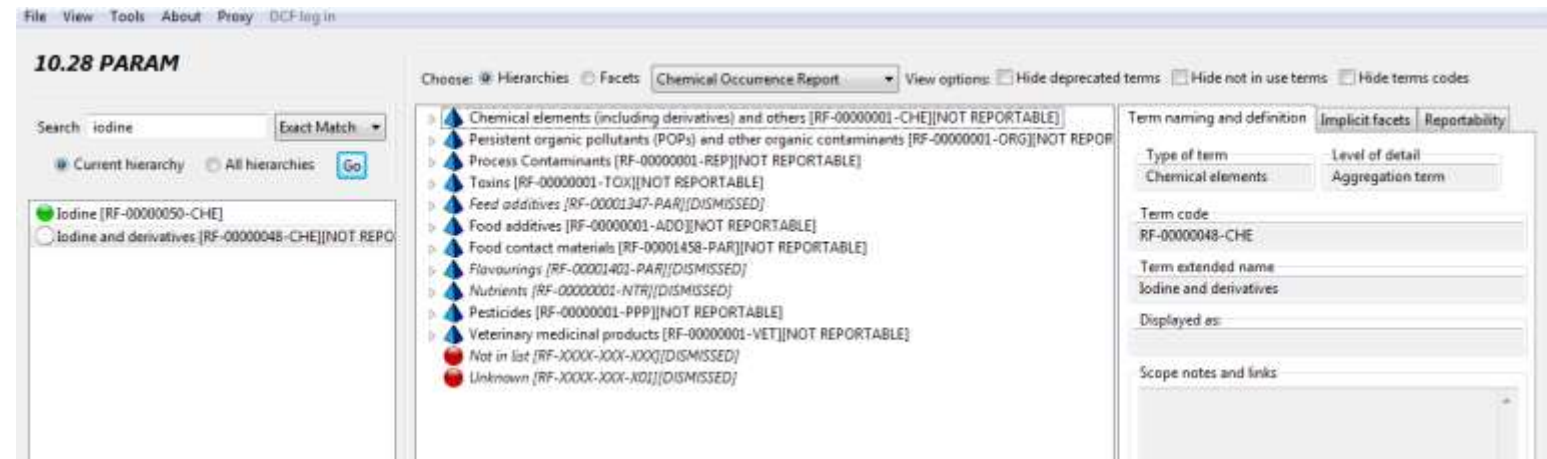 File View Tools About Proxy DCF log in
10.28 PARAM
Choose: Hierarchies Facets Chemical Occurrence Report View options: Hide deprecated terms Hide not in use terms Hide terms codes
Search iodine Exact Match
Current hierarchy All hierarchies Go
Iodine [RF-00000050-CHE]
Iodine and derivatives [RF-00000048-CHE][NOT REPO
Chemical elements (including derivatives) and others [RF-00000001-CHE][NOT REPORTABLE]
Persistent organic pollutants (POPs) and other organic contaminants [RF-00000001-ORG][NOT REPOR
Process Contaminants [RF-00000001-REP][NOT REPORTABLE]
Toxins [RF-00000001-TOX][NOT REPORTABLE]
Feed additives [RF-00001347-PAR][DISMISSED]
Food additives [RF-00000001-ADD][NOT REPORTABLE]
Food contact materials [RF-00001458-PAR][NOT REPORTABLE]
Flavourings [RF-00001401-PAR][DISMISSED]
Nutrients [RF-00000001-NTR][DISMISSED]
Pesticides [RF-00000001-PPP][NOT REPORTABLE]
Veterinary medicinal products [RF-00000001-VET][NOT REPORTABLE]
Not in list [RF-XXXX-XXX-XXX][DISMISSED]
Unknown [RF-XXXX-XXX-X01][DISMISSED]
Term naming and definition Implicit facets Reportability
Type of term Level of detail
Chemical elements Aggregation term
Term code
RF-00000048-CHE
Term extended name
Iodine and derivatives
Displayed as:
Scope notes and links